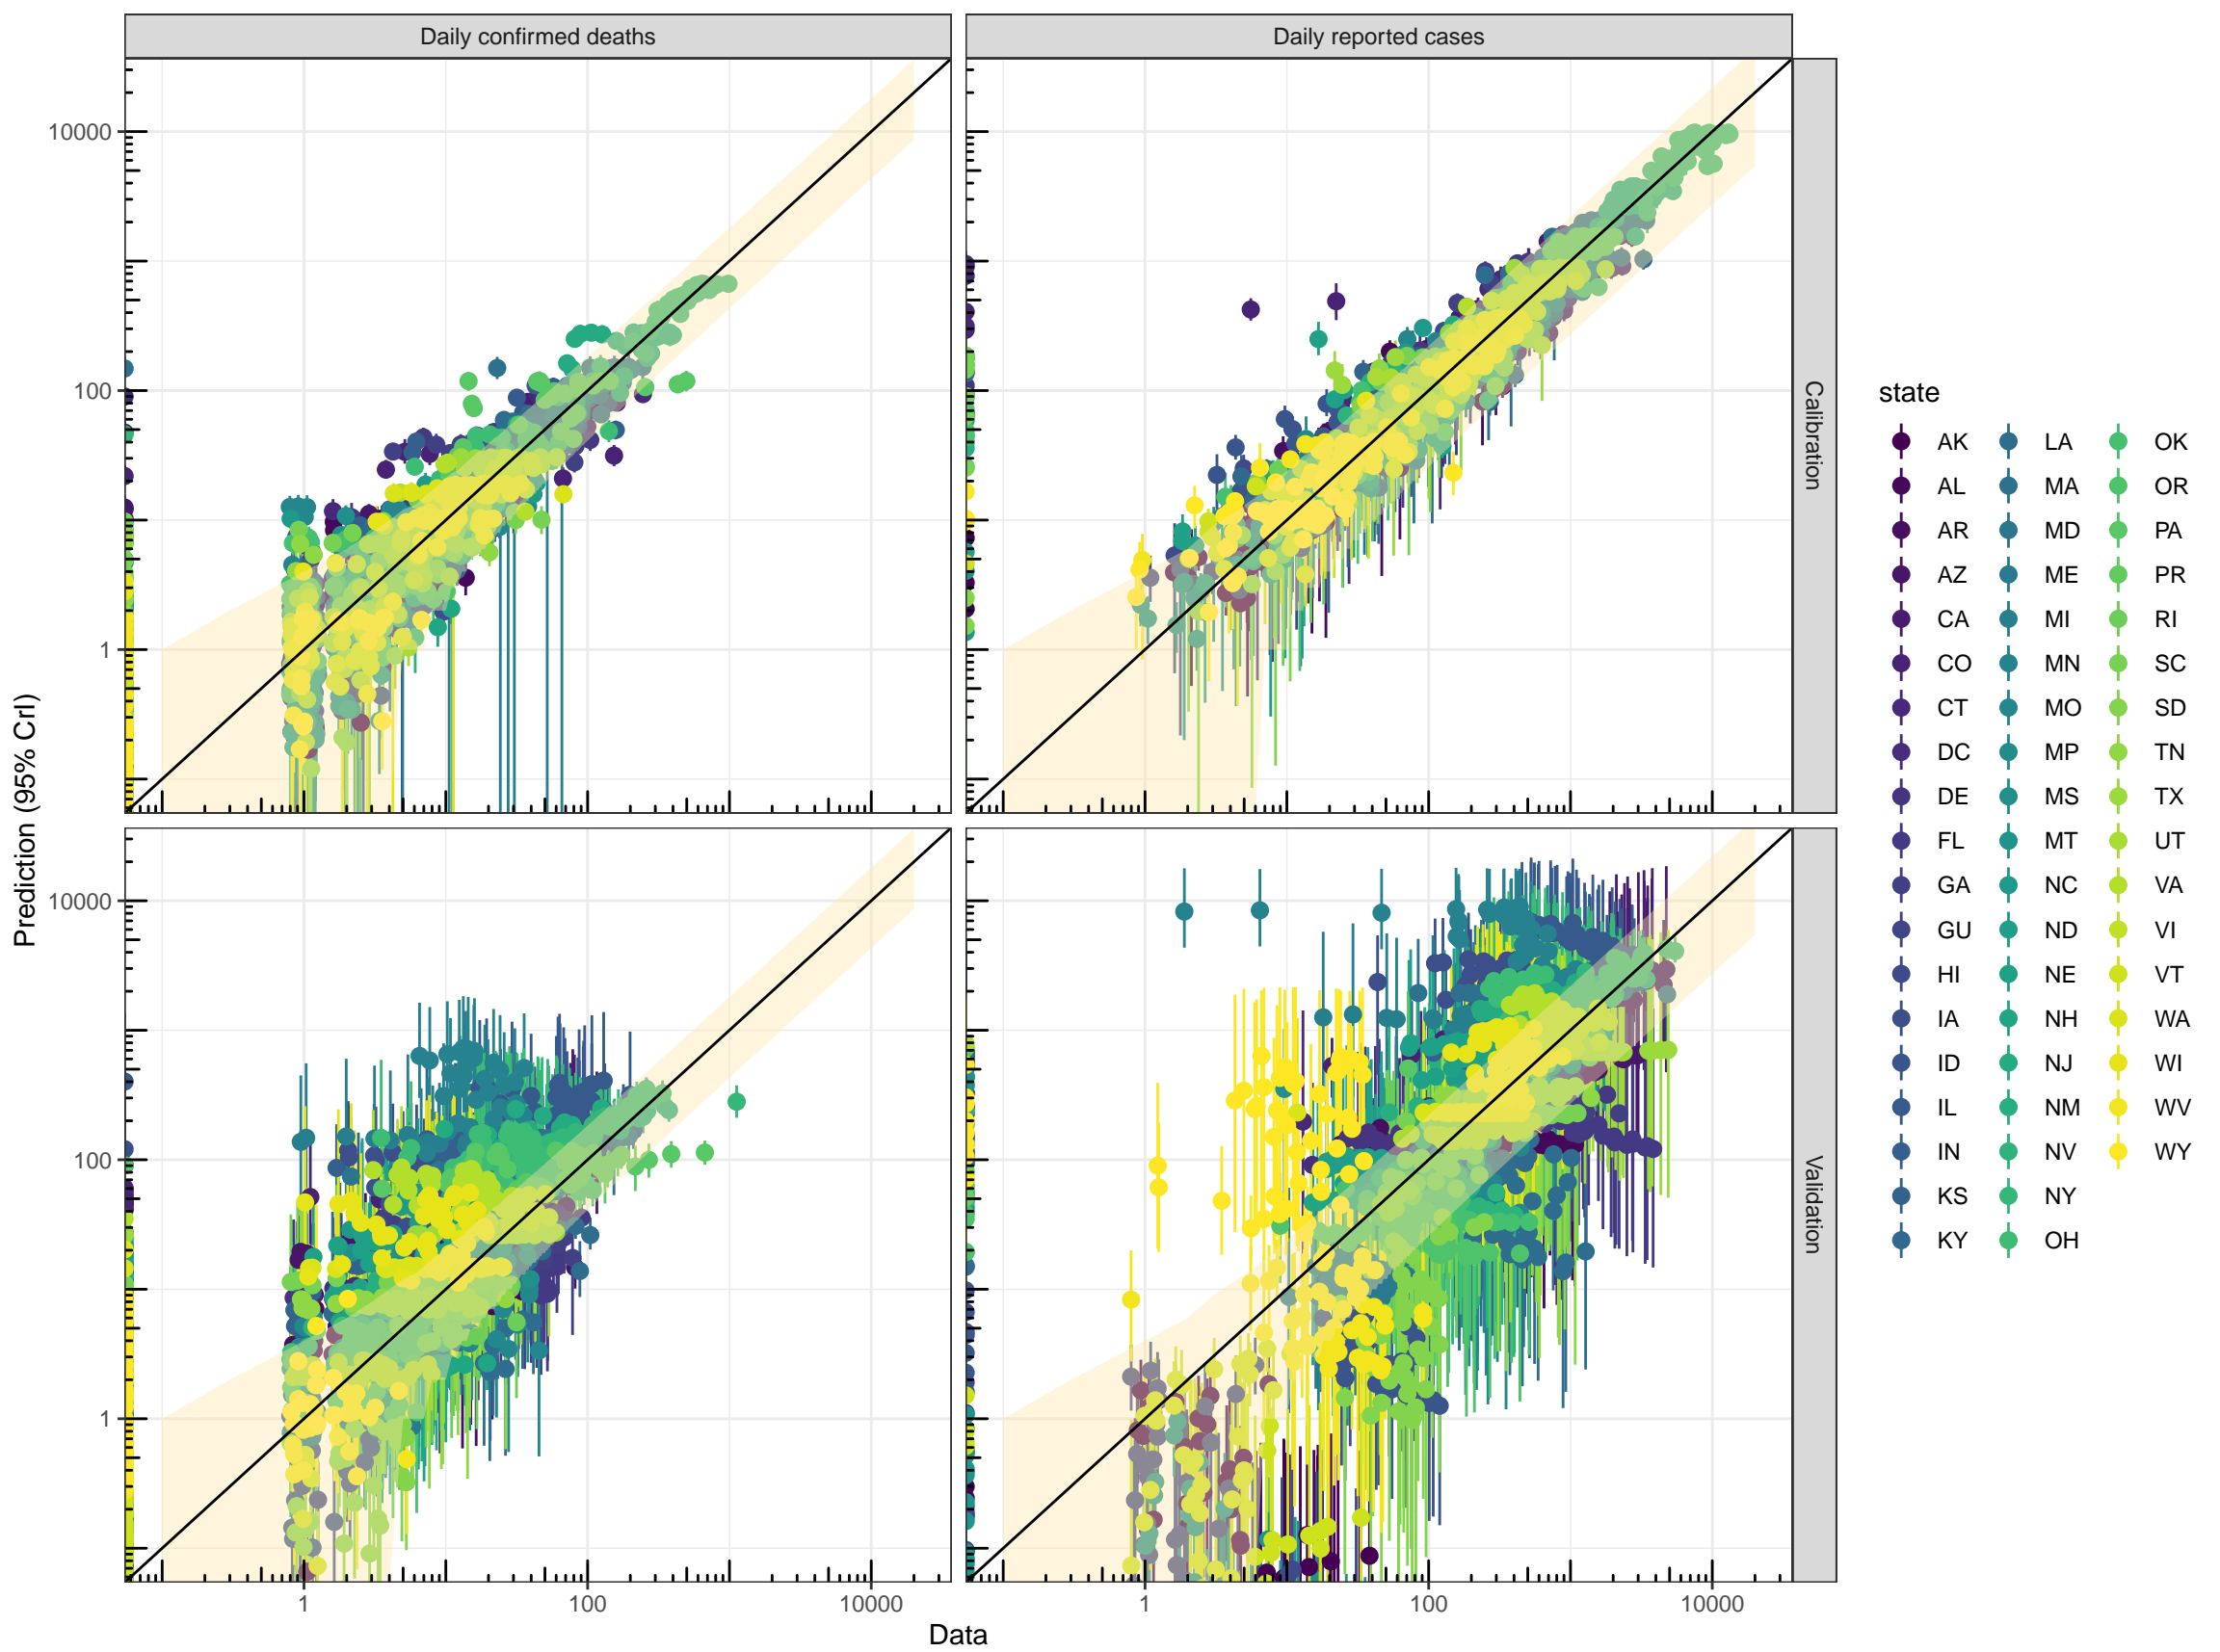 Daily confirmed deaths
Daily reported cases
10000
100
1
Calibration
10000
100
1
Validation
Prediction (95% CrI)
1
100
10000
1
100
10000
Data
state
AK
AL
AR
AZ
CA
CO
CT
DC
DE
FL
GA
GU
HI
IA
ID
IL
IN
KS
KY
LA
MA
MD
ME
MI
MN
MO
MP
MS
MT
NC
ND
NE
NH
NJ
NM
NV
NY
OH
OK
OR
PA
PR
RI
SC
SD
TN
TX
UT
VA
VI
VT
WA
WI
WV
WY